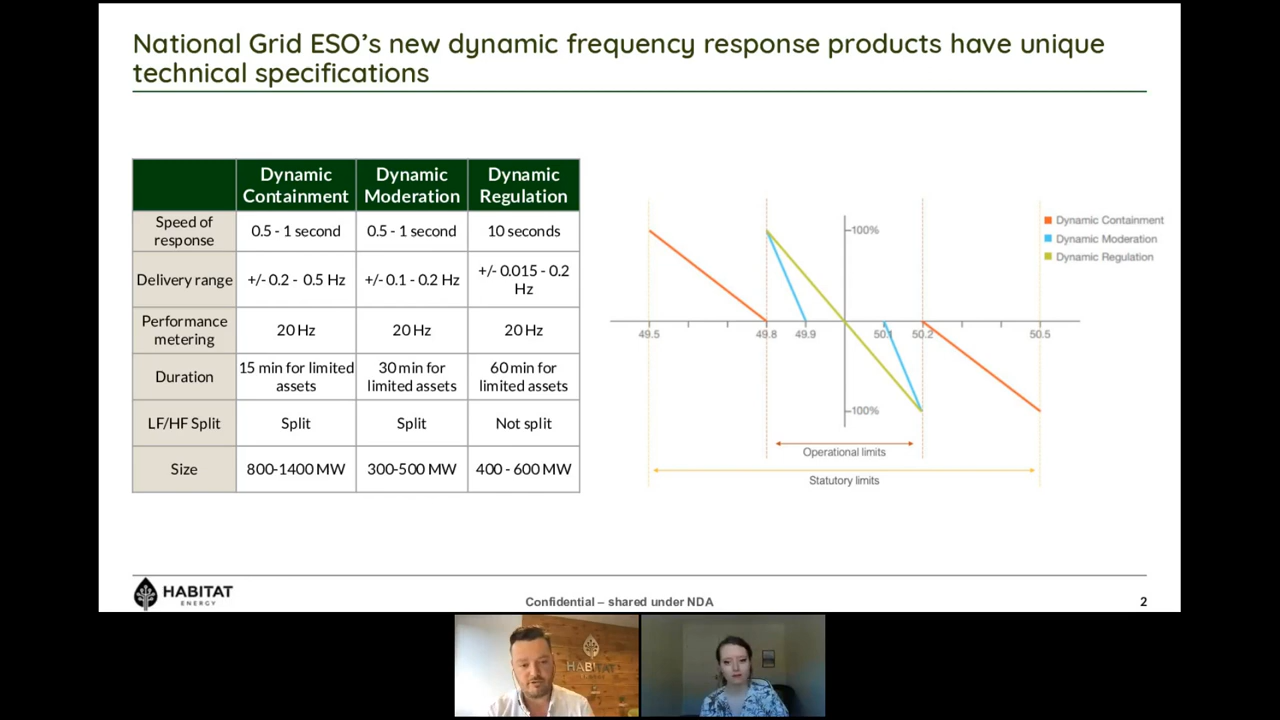 National Grid ESO's new dynamic frequency response products have unique
technical specifications
Dynamic
Containment
Dynamic
Moderation
Dynamic
Regulation
Speed of
response
0.5 - 1 second
0.5 - 1 second
10 seconds
Delivery range
+/- 0.2 - 0.5 Hz
+/- 0.1 - 0.2 Hz
+/- 0.015 - 0.2
Hz
Performance
metering
20 Hz
20 Hz
20 Hz
Duration
15 min for limited
assets
30 min for
limited assets
60 min for
limited assets
LF/HF Split
Split
Split
Not split
Size
800-1400 MW
300-500 MW
400 - 600 MW
Dynamic Containment
Dynamic Moderation
Dynamic Regulation
100%
49.5
49.8
49.9
50.1
50.2
50.5
100%
Operational limits
Statutory limits
HABITAT
ENERGY
Confidential – shared under NDA
2
HABITAT
ENERGY